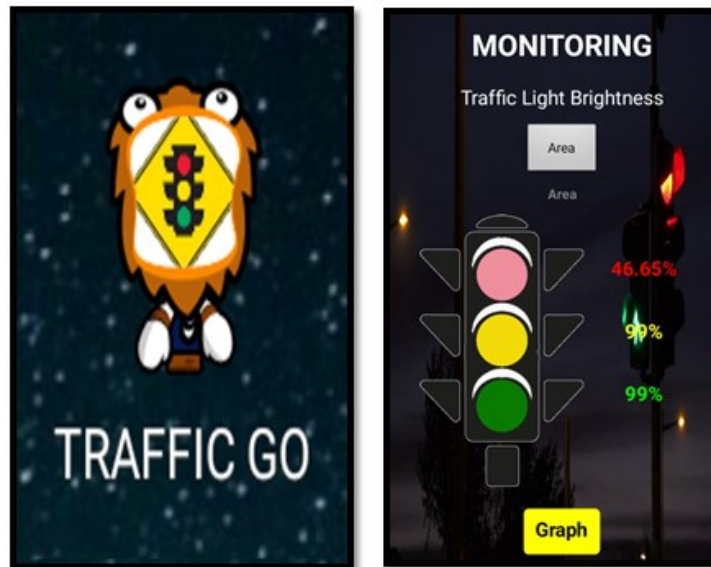 TRAFFIC GO
MONITORING
Traffic Light Brightness
Area
Area
46.65%
99%
99%
Graph